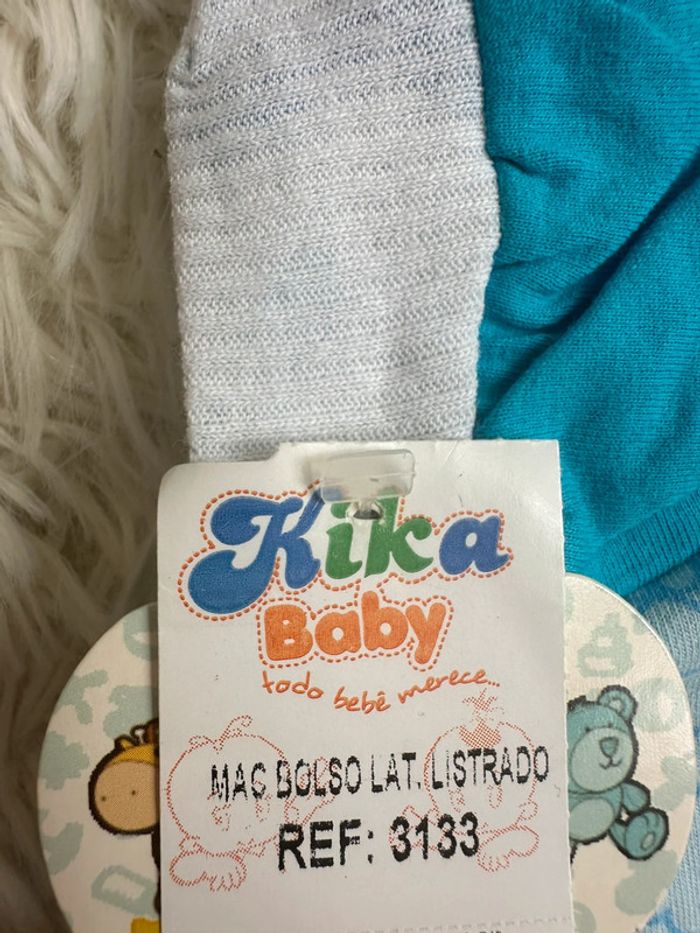 Kika
Baby
todo bebê merece...
MAC BOLSO LAT. LISTRADO
REF: 3133